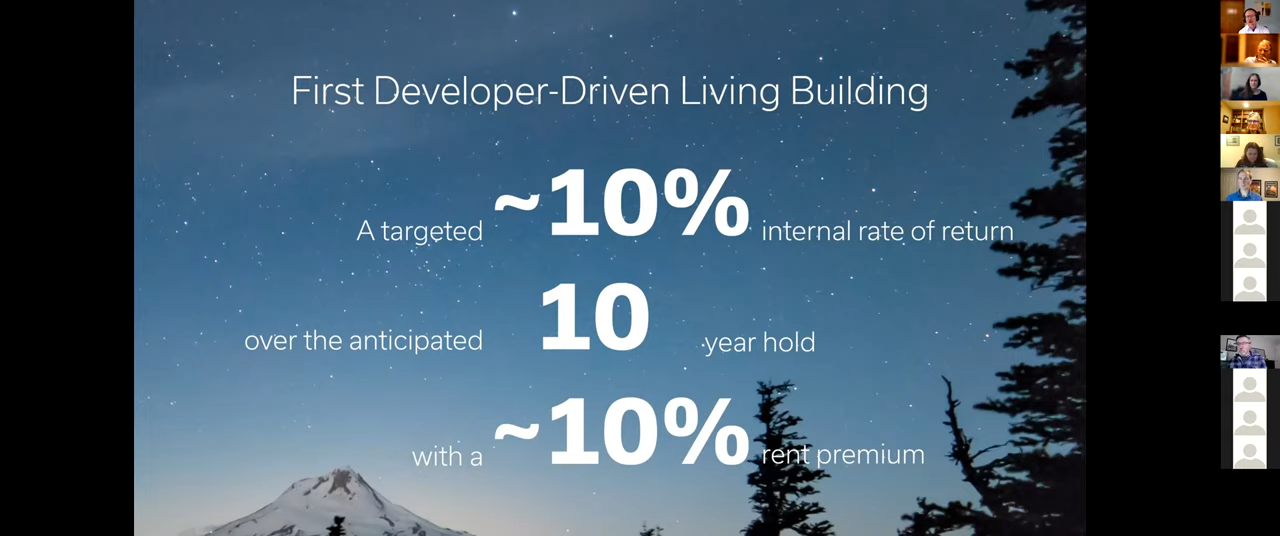 First Developer-Driven Living Building
A targeted ~10% internal rate of return
over the anticipated 10 year hold
with a ~10% rent premium